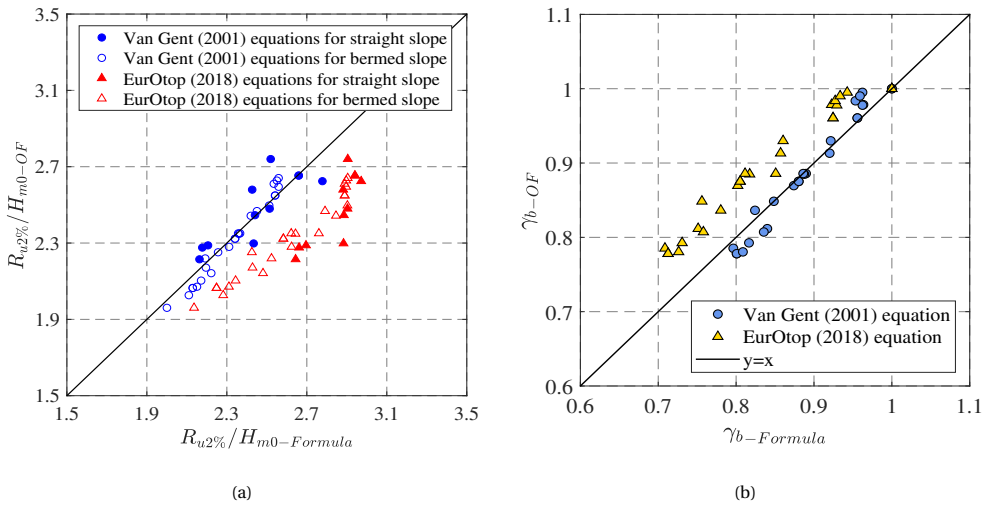 3.5
3.1
2.7
2.3
1.9
1.5
1.5 1.9 2.3 2.7 3.1 3.5
R_{u2%}/H_{m0-OF}
R_{u2%}/H_{m0-Formula}
Van Gent (2001) equations for straight slope
Van Gent (2001) equations for bermed slope
EurOtop (2018) equations for straight slope
EurOtop (2018) equations for bermed slope
(a)
1.1
1
0.9
0.8
0.7
0.6
0.6 0.7 0.8 0.9 1 1.1
γ_{b-OF}
γ_{b-Formula}
Van Gent (2001) equation
EurOtop (2018) equation
y=x
(b)